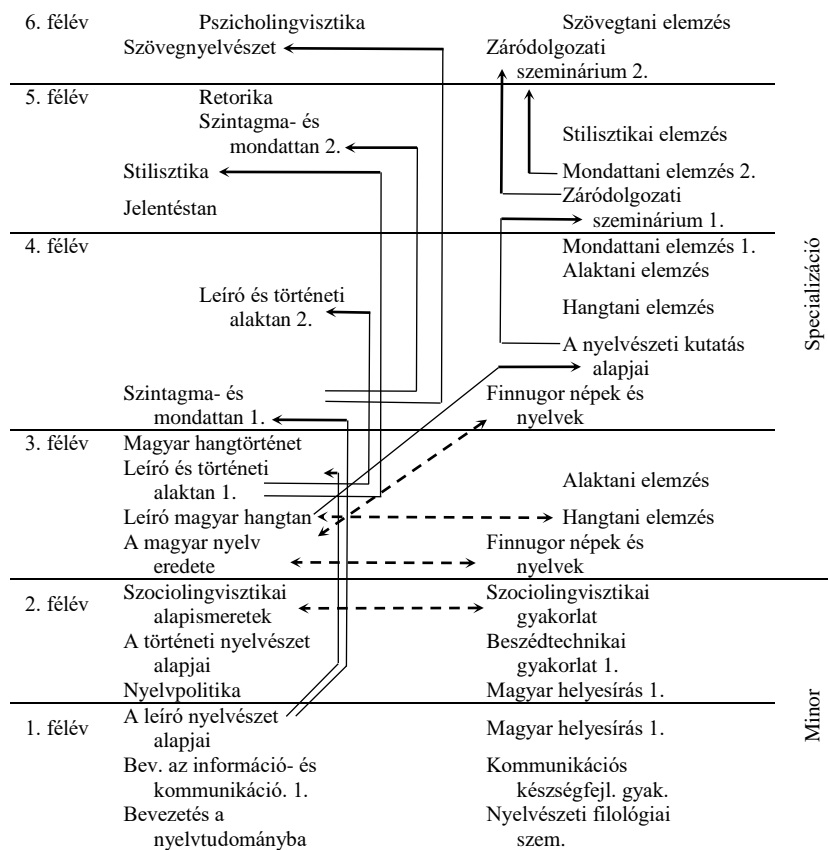 6. félév Pszicholingvisztika Szövegtani elemzés
Szövegnyelvészet Záródolgozati
szeminárium 2.
5. félév Retorika
Szintagma- és
mondattan 2. Stilisztikai elemzés
Stilisztika Mondattani elemzés 2.
Záródolgozati
Jelentéstan szeminárium 1.
4. félév Mondattani elemzés 1.
Alaktani elemzés
Leíró és történeti Hangtani elemzés
alaktan 2.
A nyelvészeti kutatás
alapjai
Szintagma- és Finnugor népek és
mondattan 1. nyelvek
3. félév Magyar hangtörténet
Leíró és történeti Alaktani elemzés
alaktan 1.
Leíró magyar hangtan Hangtani elemzés
A magyar nyelv Finnugor népek és
eredete nyelvek
Specializáció
2. félév Szociolingvisztikai Szociolingvisztikai
alapismeretek gyakorlat
A történeti nyelvészet Beszédtechnikai
alapjai gyakorlat 1.
Nyelvpolitika Magyar helyesírás 1.
1. félév A leíró nyelvészet Magyar helyesírás 1.
alapjai
Bev. az információ- és Kommunikációs
kommunikáció. 1. készségfejl. gyak.
Bevezetés a Nyelvészeti filológiai
nyelvtudományba szem.
Minor